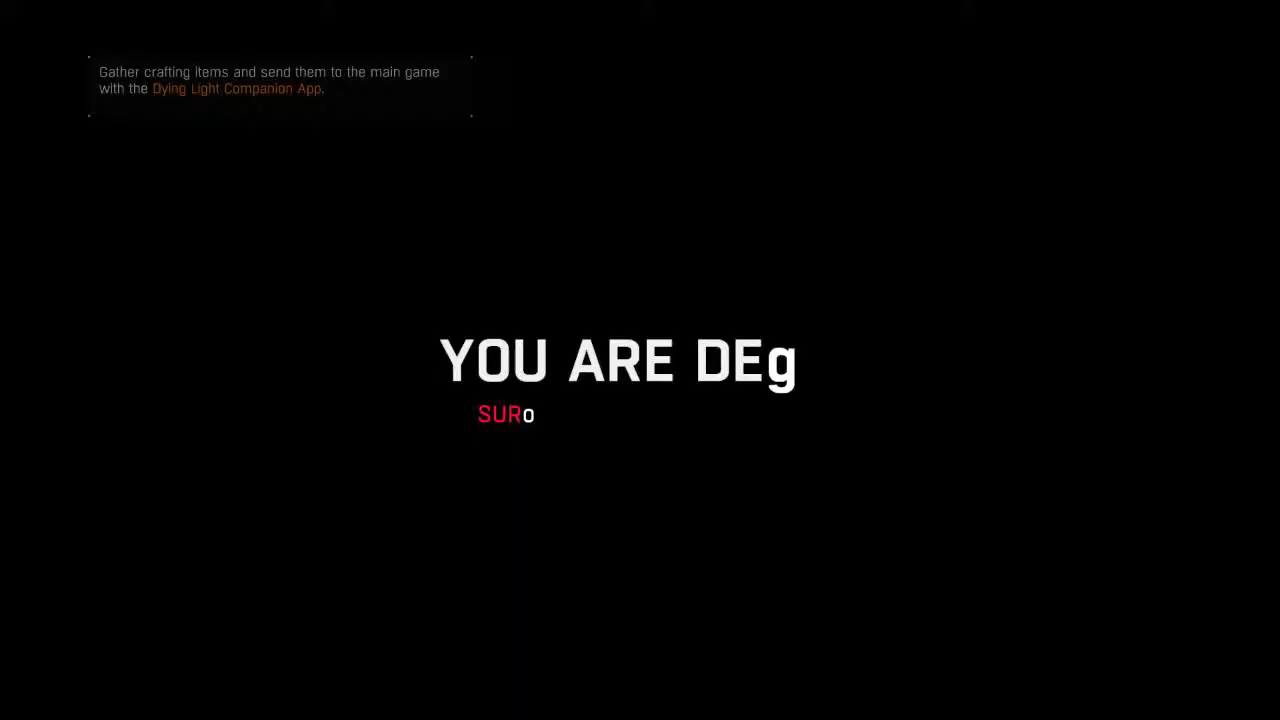 Gather crafting items and send them to the main game
with the Dying Light Companion App.
YOU ARE DEg
SURo